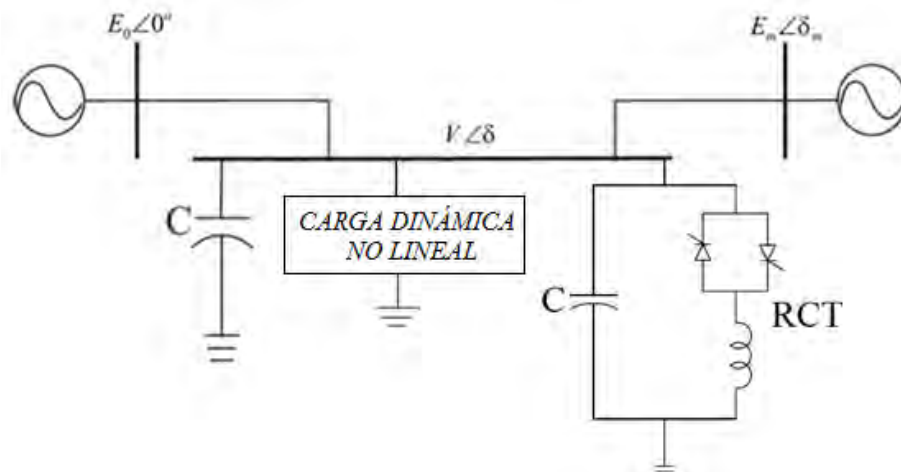 E₀∠0°
Eₘ∠δₘ
V∠δ
C
CARGA DINÁMICA
NO LINEAL
C
RCT